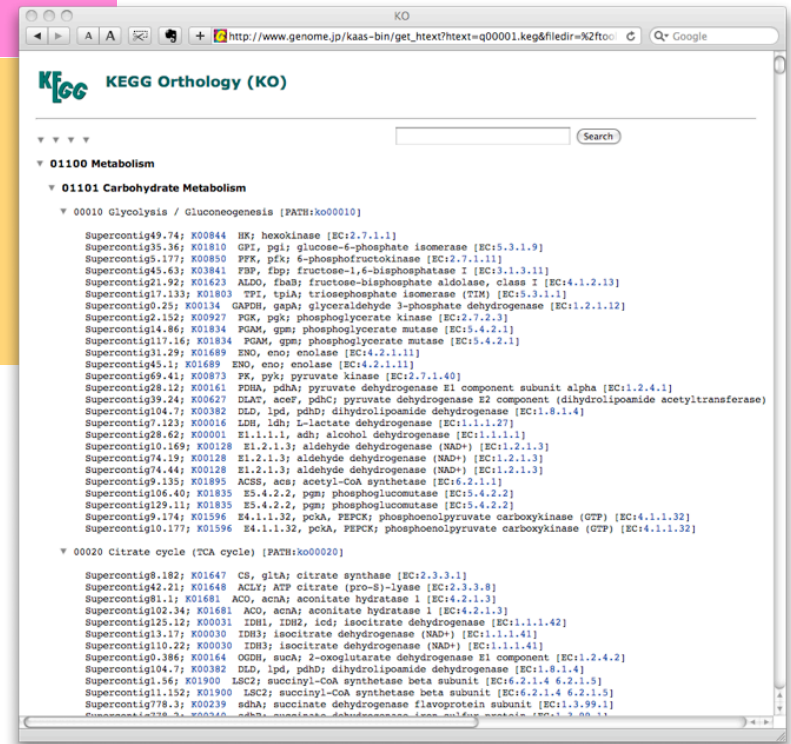 KO
A A + http://www.genome.jp/kaas-bin/get_htext?htext=q00001.keg&filedir=%2ftoo Google
KEGG KEGG Orthology (KO)
Search
01100 Metabolism
01101 Carbohydrate Metabolism
00010 Glycolysis / Gluconeogenesis [PATH:ko00010]
Supercontig49.74; K00844 HK; hexokinase [EC:2.7.1.1]
Supercontig35.36; K01810 GPI, pgi; glucose-6-phosphate isomerase [EC:5.3.1.9]
Supercontig5.177; K00850 PFK, pfk; 6-phosphofructokinase [EC:2.7.1.11]
Supercontig45.63; K03841 FBP, fbp; fructose-1,6-bisphosphatase I [EC:3.1.3.11]
Supercontig21.92; K01623 ALDO, fbaB; fructose-bisphosphate aldolase, class I [EC:4.1.2.13]
Supercontig17.133; K01803 TPI, tpiA; triosephosphate isomerase (TIM) [EC:5.3.1.1]
Supercontig0.25; K00134 GAPDH, gapA; glyceraldehyde 3-phosphate dehydrogenase [EC:1.2.1.12]
Supercontig2.152; K00927 PGK, pgk; phosphoglycerate kinase [EC:2.7.2.3]
Supercontig14.86; K01834 PGAM, gpm; phosphoglycerate mutase [EC:5.4.2.1]
Supercontig117.16; K01834 PGAM, gpm; phosphoglycerate mutase [EC:5.4.2.1]
Supercontig31.29; K01689 ENO, eno; enolase [EC:4.2.1.11]
Supercontig45.1; K01689 ENO, eno; enolase [EC:4.2.1.11]
Supercontig69.41; K00873 PK, pyk; pyruvate kinase [EC:2.7.1.40]
Supercontig28.12; K00161 PDHA, pdhA; pyruvate dehydrogenase E1 component subunit alpha [EC:1.2.4.1]
Supercontig39.24; K00627 DLAT, aceF, pdhC; pyruvate dehydrogenase E2 component (dihydrolipoamide acetyltransferase)
Supercontig104.7; K00382 DLD, lpd, pdhD; dihydrolipoamide dehydrogenase [EC:1.8.1.4]
Supercontig7.123; K00016 LDH, ldh; L-lactate dehydrogenase [EC:1.1.1.27]
Supercontig28.62; K00001 E1.1.1.1, adh; alcohol dehydrogenase [EC:1.1.1.1]
Supercontig10.169; K00128 E1.2.1.3; aldehyde dehydrogenase (NAD+) [EC:1.2.1.3]
Supercontig74.19; K00128 E1.2.1.3; aldehyde dehydrogenase (NAD+) [EC:1.2.1.3]
Supercontig74.44; K00128 E1.2.1.3; aldehyde dehydrogenase (NAD+) [EC:1.2.1.3]
Supercontig9.135; K01895 ACSS, acs; acetyl-CoA synthetase [EC:6.2.1.1]
Supercontig106.40; K01835 E5.4.2.2, pgm; phosphoglucomutase [EC:5.4.2.2]
Supercontig129.11; K01835 E5.4.2.2, pgm; phosphoglucomutase [EC:5.4.2.2]
Supercontig9.174; K01596 E4.1.1.32, pckA, PEPCK; phosphoenolpyruvate carboxykinase (GTP) [EC:4.1.1.32]
Supercontig10.177; K01596 E4.1.1.32, pckA, PEPCK; phosphoenolpyruvate carboxykinase (GTP) [EC:4.1.1.32]
00020 Citrate cycle (TCA cycle) [PATH:ko00020]
Supercontig8.182; K01647 CS, gltA; citrate synthase [EC:2.3.3.1]
Supercontig42.21; K01648 ACLY; ATP citrate (pro-S)-lyase [EC:2.3.3.8]
Supercontig81.1; K01681 ACO, acnA; aconitate hydratase 1 [EC:4.2.1.3]
Supercontig102.34; K01681 ACO, acnA; aconitate hydratase 1 [EC:4.2.1.3]
Supercontig125.12; K00031 IDH1, IDH2, icd; isocitrate dehydrogenase [EC:1.1.1.42]
Supercontig13.17; K00030 IDH3; isocitrate dehydrogenase (NAD+) [EC:1.1.1.41]
Supercontig110.22; K00030 IDH3; isocitrate dehydrogenase (NAD+) [EC:1.1.1.41]
Supercontig0.386; K00164 OGDH, sucA; 2-oxoglutarate dehydrogenase E1 component [EC:1.2.4.2]
Supercontig104.7; K00382 DLD, lpd, pdhD; dihydrolipoamide dehydrogenase [EC:1.8.1.4]
Supercontig1.56; K01900 LSC2; succinyl-CoA synthetase beta subunit [EC:6.2.1.4 6.2.1.5]
Supercontig11.152; K01900 LSC2; succinyl-CoA synthetase beta subunit [EC:6.2.1.4 6.2.1.5]
Supercontig778.3; K00239 sdhA; succinate dehydrogenase flavoprotein subunit [EC:1.3.99.1]